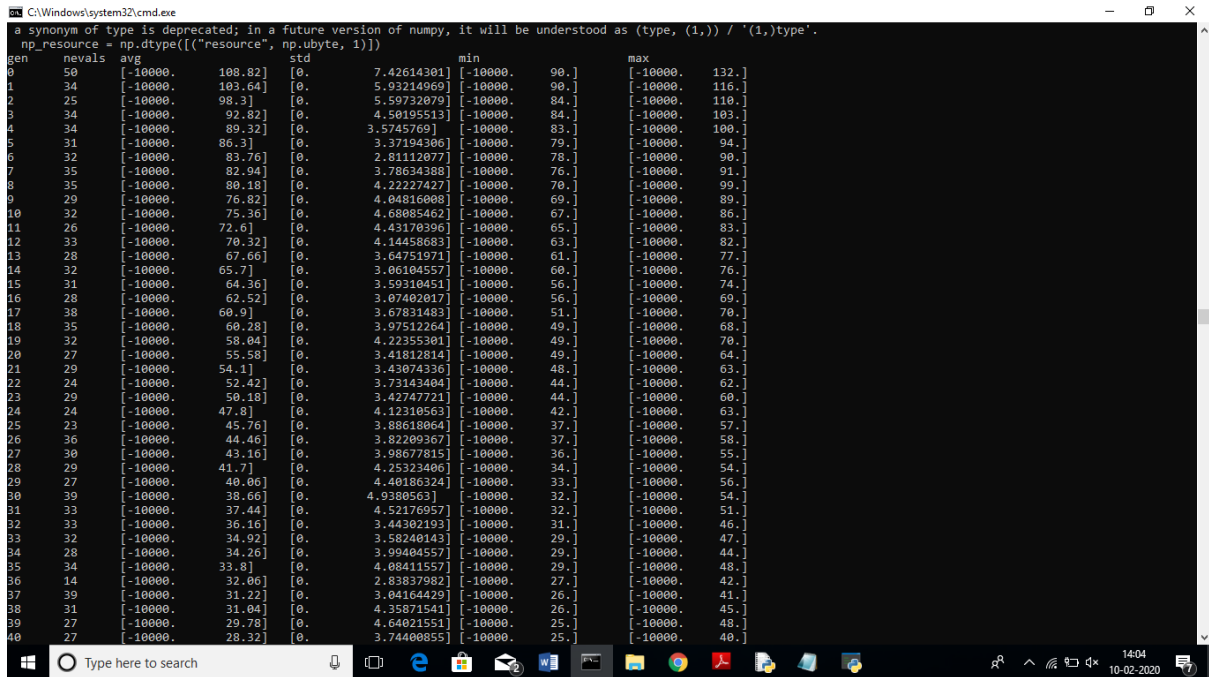 C:\Windows\system32\cmd.exe
a synonym of type is deprecated; in a future version of numpy, it will be understood as (type, (1,)) / '(1,)type'.
np_resource = np.dtype([("resource", np.ubyte, 1)])
gen nevals avg std min max
0 50 [-10000. 108.82] [0. 7.42614301] [-10000. 90.] [-10000. 132.]
1 34 [-10000. 103.64] [0. 5.93214969] [-10000. 90.] [-10000. 116.]
2 25 [-10000. 98.3] [0. 5.59732079] [-10000. 84.] [-10000. 110.]
3 34 [-10000. 92.82] [0. 4.50195513] [-10000. 84.] [-10000. 103.]
4 34 [-10000. 89.32] [0. 3.5745769] [-10000. 83.] [-10000. 100.]
5 31 [-10000. 86.3] [0. 3.37194306] [-10000. 79.] [-10000. 94.]
6 32 [-10000. 83.76] [0. 2.81112077] [-10000. 78.] [-10000. 90.]
7 35 [-10000. 82.94] [0. 3.78634388] [-10000. 76.] [-10000. 91.]
8 35 [-10000. 80.18] [0. 4.22227427] [-10000. 70.] [-10000. 99.]
9 29 [-10000. 76.82] [0. 4.04816008] [-10000. 69.] [-10000. 89.]
10 32 [-10000. 75.36] [0. 4.68085462] [-10000. 67.] [-10000. 86.]
11 26 [-10000. 72.6] [0. 4.43170396] [-10000. 65.] [-10000. 83.]
12 33 [-10000. 70.32] [0. 4.14458683] [-10000. 63.] [-10000. 82.]
13 28 [-10000. 67.66] [0. 3.64751971] [-10000. 61.] [-10000. 77.]
14 32 [-10000. 65.7] [0. 3.06104557] [-10000. 60.] [-10000. 76.]
15 31 [-10000. 64.36] [0. 3.59310451] [-10000. 56.] [-10000. 74.]
16 28 [-10000. 62.52] [0. 3.07402017] [-10000. 56.] [-10000. 69.]
17 38 [-10000. 60.9] [0. 3.67831483] [-10000. 51.] [-10000. 70.]
18 35 [-10000. 60.28] [0. 3.97512264] [-10000. 49.] [-10000. 68.]
19 32 [-10000. 58.04] [0. 4.22355301] [-10000. 49.] [-10000. 70.]
20 27 [-10000. 55.58] [0. 3.41812814] [-10000. 49.] [-10000. 64.]
21 29 [-10000. 54.1] [0. 3.43074336] [-10000. 48.] [-10000. 63.]
22 24 [-10000. 52.42] [0. 3.73143404] [-10000. 44.] [-10000. 62.]
23 29 [-10000. 50.18] [0. 3.42747721] [-10000. 44.] [-10000. 60.]
24 24 [-10000. 47.8] [0. 4.12310563] [-10000. 42.] [-10000. 63.]
25 23 [-10000. 45.76] [0. 3.88618064] [-10000. 37.] [-10000. 57.]
26 36 [-10000. 44.46] [0. 3.82209367] [-10000. 37.] [-10000. 58.]
27 30 [-10000. 43.16] [0. 3.98677815] [-10000. 36.] [-10000. 55.]
28 29 [-10000. 41.7] [0. 4.25323406] [-10000. 34.] [-10000. 54.]
29 27 [-10000. 40.06] [0. 4.40186324] [-10000. 33.] [-10000. 56.]
30 39 [-10000. 38.66] [0. 4.9380563] [-10000. 32.] [-10000. 54.]
31 33 [-10000. 37.44] [0. 4.52176957] [-10000. 32.] [-10000. 51.]
32 33 [-10000. 36.16] [0. 3.44302193] [-10000. 31.] [-10000. 46.]
33 32 [-10000. 34.92] [0. 3.58240143] [-10000. 29.] [-10000. 47.]
34 28 [-10000. 34.26] [0. 3.99404557] [-10000. 29.] [-10000. 44.]
35 34 [-10000. 33.8] [0. 4.08411557] [-10000. 29.] [-10000. 48.]
36 14 [-10000. 32.06] [0. 2.83837982] [-10000. 27.] [-10000. 42.]
37 39 [-10000. 31.22] [0. 3.04164429] [-10000. 26.] [-10000. 41.]
38 31 [-10000. 31.04] [0. 4.35871541] [-10000. 26.] [-10000. 45.]
39 27 [-10000. 29.78] [0. 4.64021551] [-10000. 25.] [-10000. 48.]
40 27 [-10000. 28.32] [0. 3.74400855] [-10000. 25.] [-10000. 40.]
Type here to search
14:04
10-02-2020